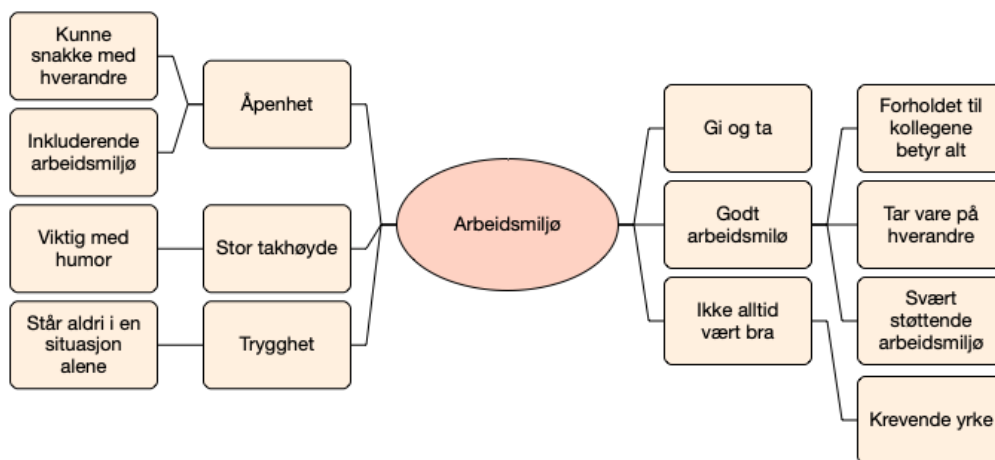 Kunne
snakke med
hverandre
Åpenhet
Inkluderende
arbeidsmiljø
Viktig med
humor
Stor takhøyde
Står aldri i en
situasjon
alene
Trygghet
Arbeidsmiljø
Gi og ta
Godt
arbeidsmilø
Ikke alltid
vært bra
Forholdet til
kollegene
betyr alt
Tar vare på
hverandre
Svært
støttende
arbeidsmiljø
Krevende yrke